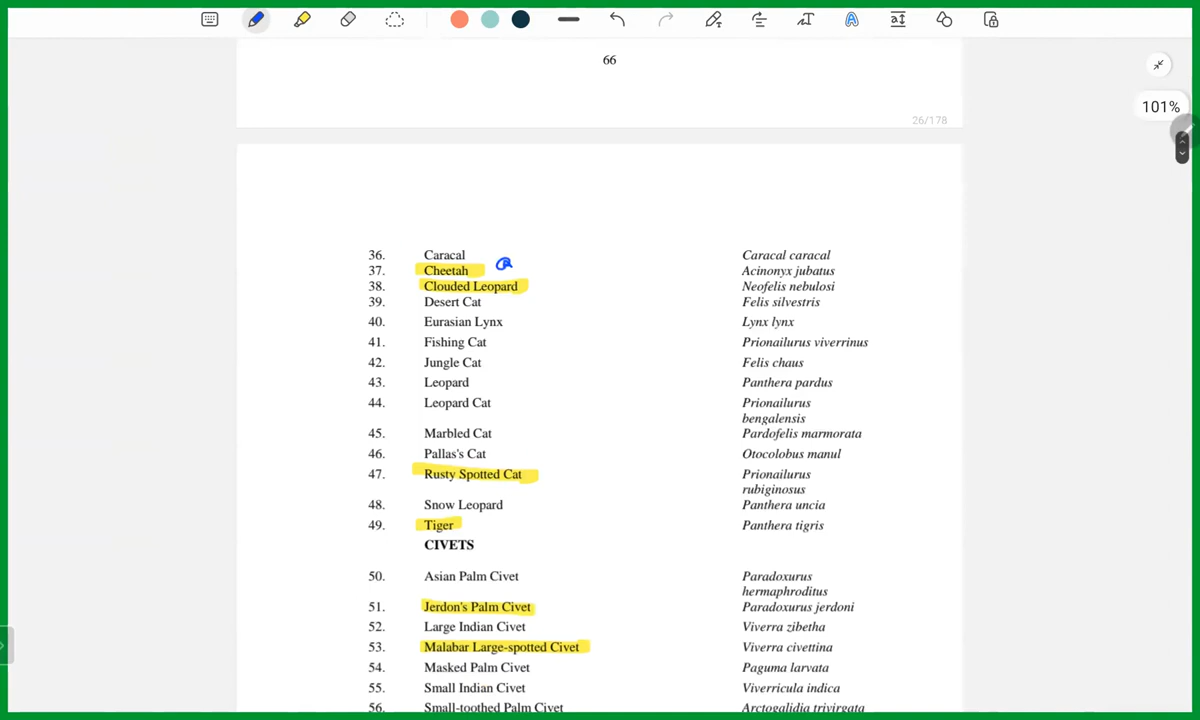 66
101%
26/178
36. Caracal Caracal caracal
37. Cheetah Acinonyx jubatus
38. Clouded Leopard Neofelis nebulosi
39. Desert Cat Felis silvestris
40. Eurasian Lynx Lynx lynx
41. Fishing Cat Prionailurus viverrinus
42. Jungle Cat Felis chaus
43. Leopard Panthera pardus
44. Leopard Cat Prionailurus
bengalensis
45. Marbled Cat Pardofelis marmorata
46. Pallas's Cat Otocolobus manul
47. Rusty Spotted Cat Prionailurus
rubiginosus
48. Snow Leopard Panthera uncia
49. Tiger Panthera tigris
CIVETS
50. Asian Palm Civet Paradoxurus
hermaphroditus
51. Jerdon's Palm Civet Paradoxurus jerdoni
52. Large Indian Civet Viverra zibetha
53. Malabar Large-spotted Civet Viverra civettina
54. Masked Palm Civet Paguma larvata
55. Small Indian Civet Viverricula indica
56. Small-toothed Palm Civet Arctogalidia trivirgata